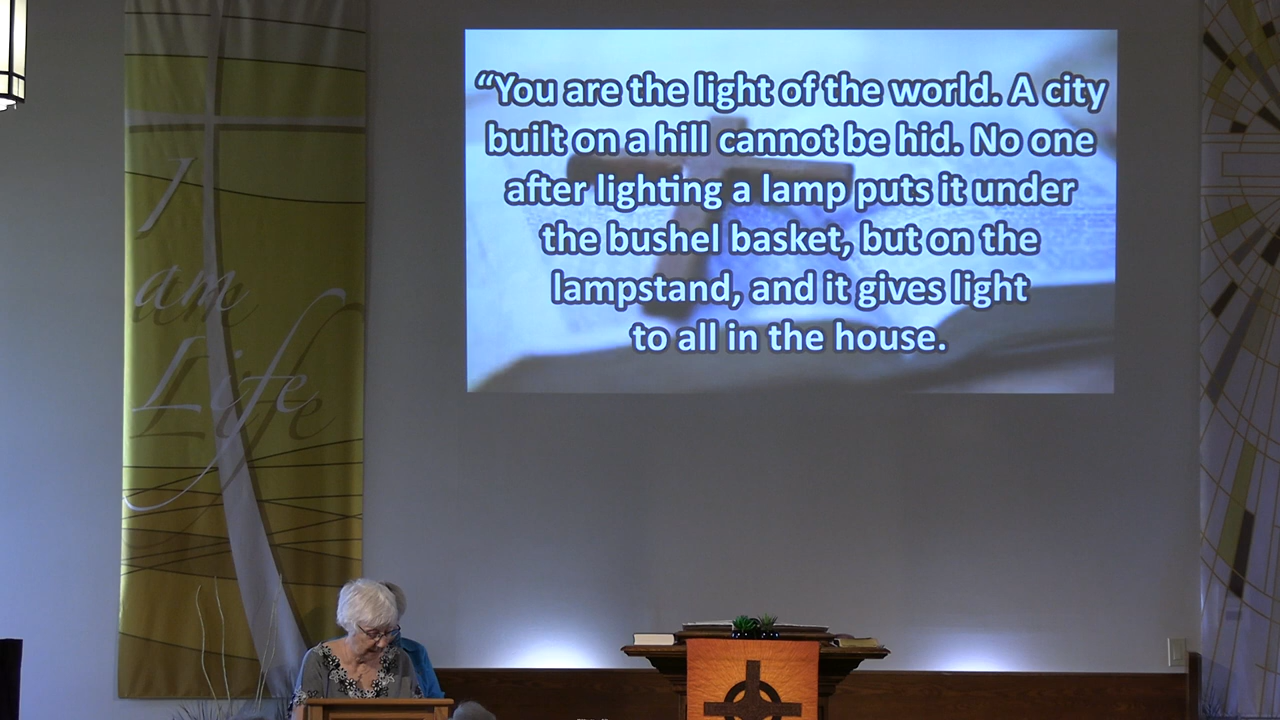 I
am
Life
“You are the light of the world. A city
built on a hill cannot be hid. No one
after lighting a lamp puts it under
the bushel basket, but on the
lampstand, and it gives light
to all in the house.